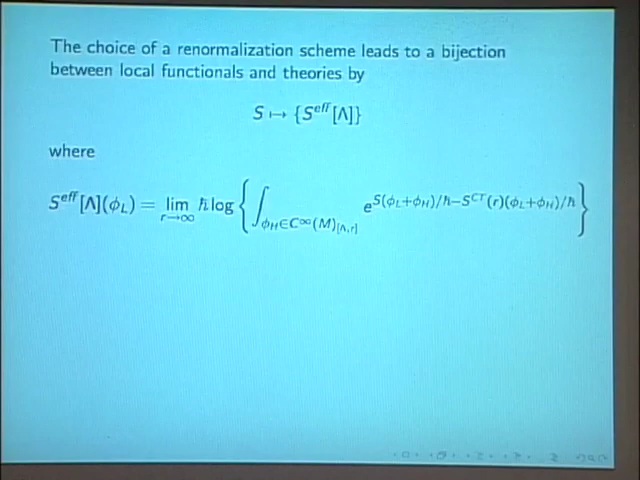 The choice of a renormalization scheme leads to a bijection
between local functionals and theories by
S ↦ {S^{eff}[Λ]}
where
S^{eff}[Λ](ϕ_L) = lim_{r→∞} ℏ log { ∫_{ϕ_H∈C^∞(M)_{[Λ,r]}} e^{S(ϕ_L+ϕ_H)/ℏ−S^{CT}(r)(ϕ_L+ϕ_H)/ℏ} }